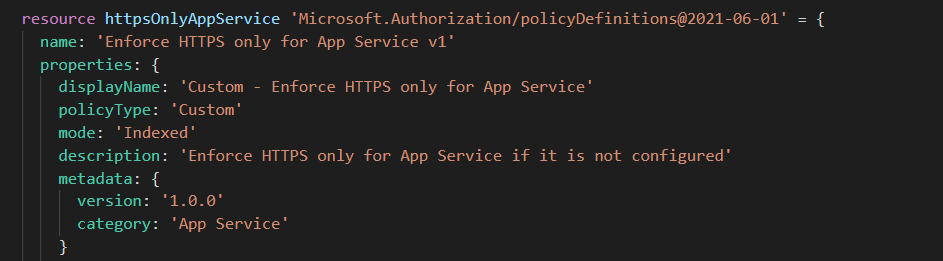 resource httpsOnlyAppService 'Microsoft.Authorization/policyDefinitions@2021-06-01' = {
  name: 'Enforce HTTPS only for App Service v1'
  properties: {
    displayName: 'Custom - Enforce HTTPS only for App Service'
    policyType: 'Custom'
    mode: 'Indexed'
    description: 'Enforce HTTPS only for App Service if it is not configured'
    metadata: {
      version: '1.0.0'
      category: 'App Service'
    }